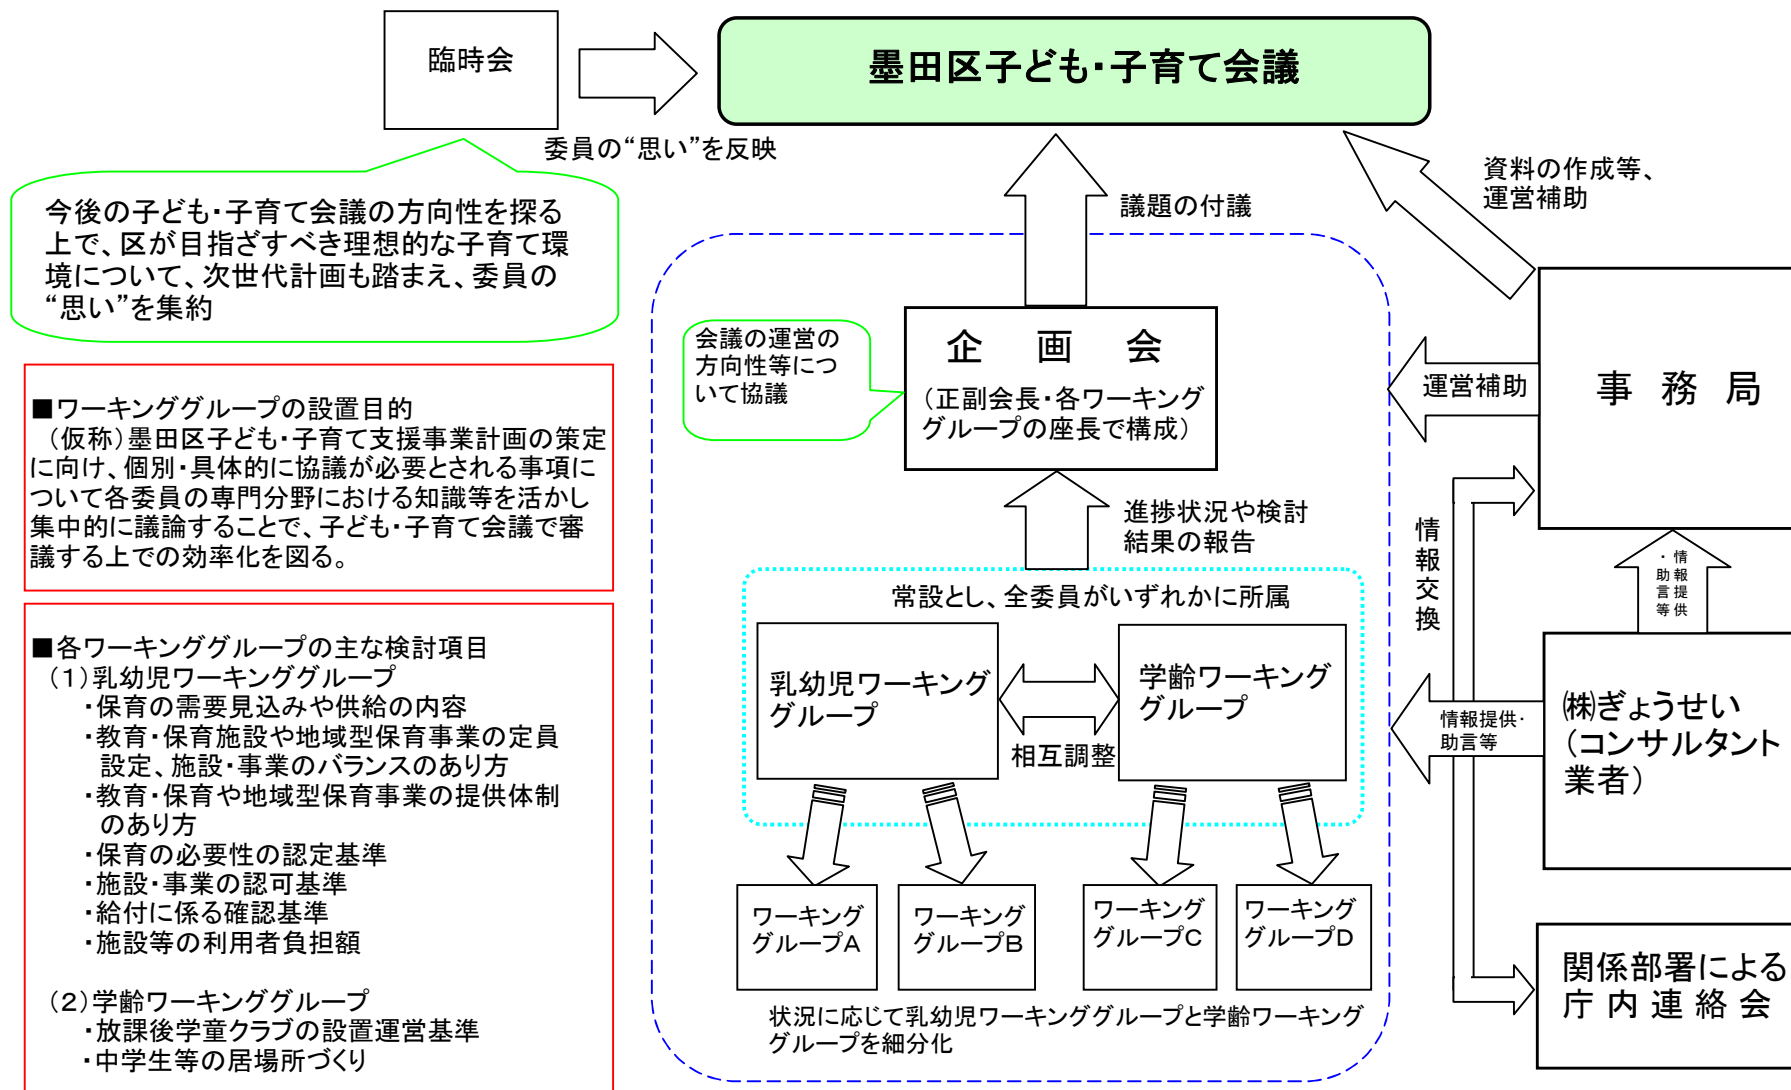 臨時会
墨田区子ども・子育て会議
委員の“思い”を反映
今後の子ども・子育て会議の方向性を探る
上で、区が目指ざすべき理想的な子育て環
境について、次世代計画も踏まえ、委員の
“思い”を集約
資料の作成等、
運営補助
議題の付議
会議の運営の
方向性等につ
いて協議
企　画　会
（正副会長・各ワーキング
グループの座長で構成）
運営補助
事　務　局
■ワーキンググループの設置目的
（仮称）墨田区子ども・子育て支援事業計画の策定
に向け、個別・具体的に協議が必要とされる事項に
ついて各委員の専門分野における知識等を活かし
集中的に議論することで、子ども・子育て会議で審
議する上での効率化を図る。
進捗状況や検討
結果の報告
情報交換
情報提供
・助言等
常設とし、全委員がいずれかに所属
乳幼児ワーキング
グループ
相互調整
学齢ワーキング
グループ
情報提供・
助言等
㈱ぎょうせい
（コンサルタント
業者）
■各ワーキンググループの主な検討項目
（１）乳幼児ワーキンググループ
・保育の需要見込みや供給の内容
・教育・保育施設や地域型保育事業の定員
設定、施設・事業のバランスのあり方
・教育・保育や地域型保育事業の提供体制
のあり方
・保育の必要性の認定基準
・施設・事業の認可基準
・給付に係る確認基準
・施設等の利用者負担額
（２）学齢ワーキンググループ
・放課後学童クラブの設置運営基準
・中学生等の居場所づくり
ワーキング
グループA
ワーキング
グループB
ワーキング
グループC
ワーキング
グループD
状況に応じて乳幼児ワーキンググループと学齢ワーキング
グループを細分化
関係部署による
庁 内 連 絡 会